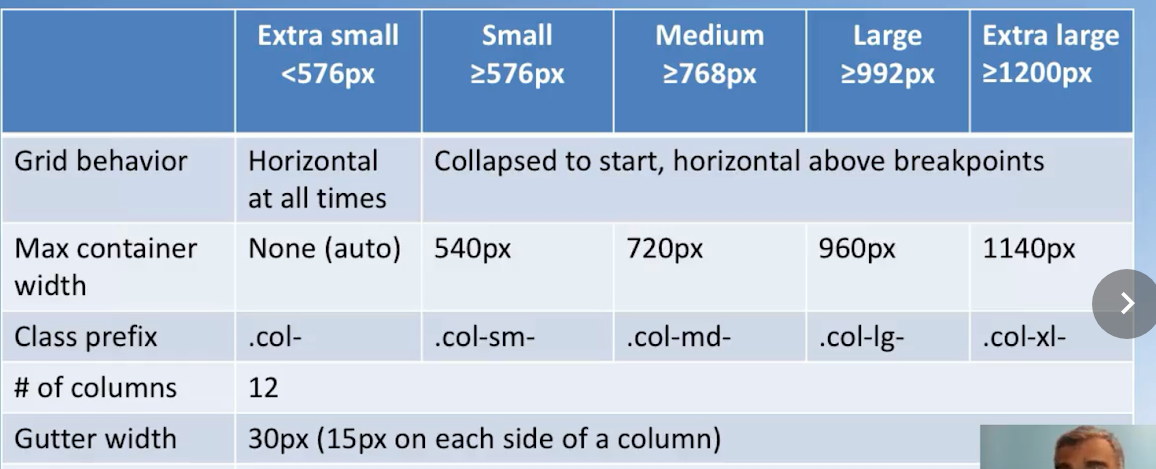 Extra small Small Medium Large Extra large
<576px ≥576px ≥768px ≥992px ≥1200px
Grid behavior Horizontal Collapsed to start, horizontal above breakpoints
at all times
Max container None (auto) 540px 720px 960px 1140px
width
Class prefix .col- .col-sm- .col-md- .col-lg- .col-xl-
# of columns 12
Gutter width 30px (15px on each side of a column)